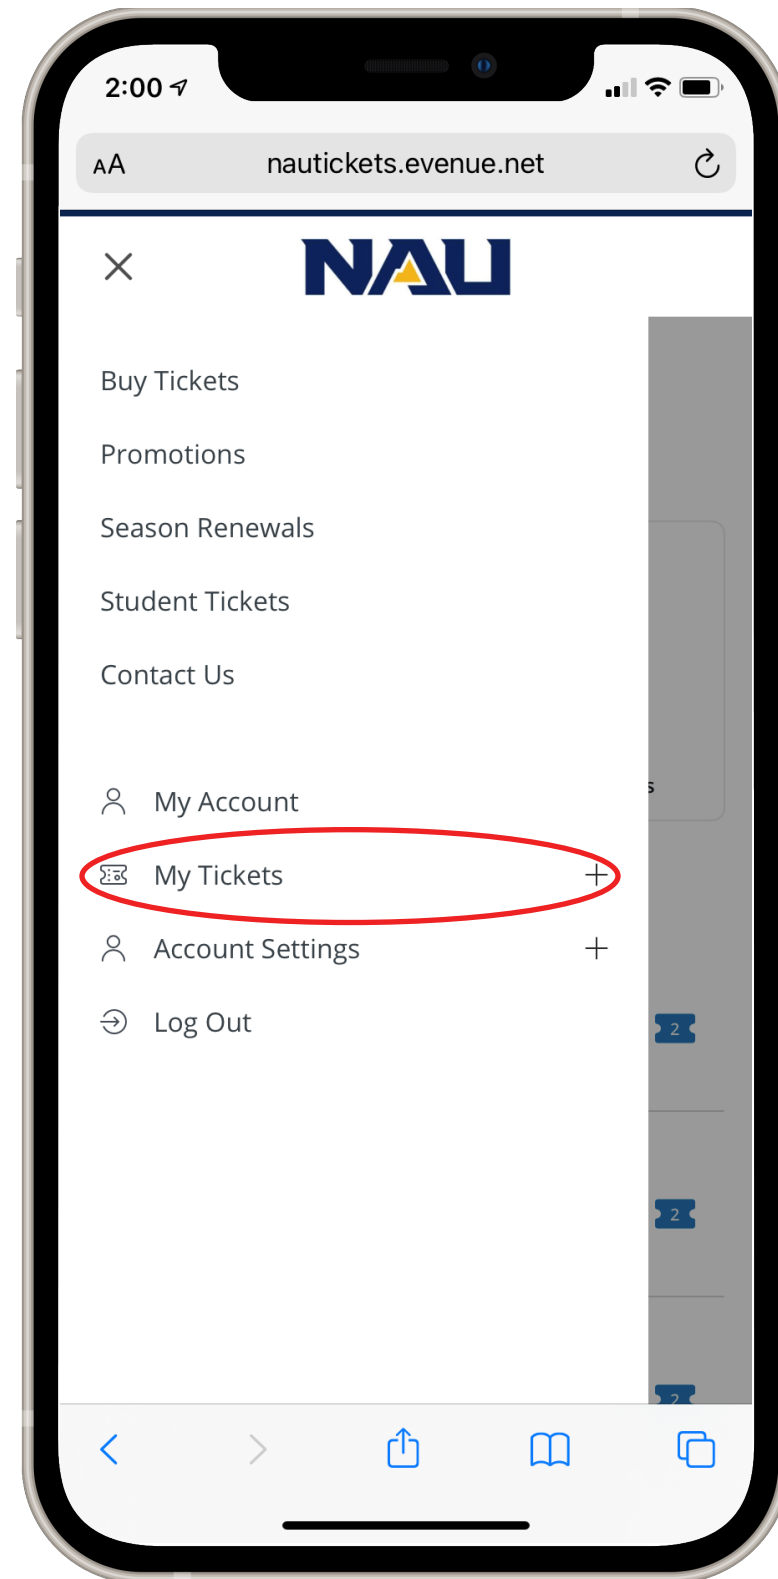 2:00
AA nautickets.evenue.net
NAU
Buy Tickets
Promotions
Season Renewals
Student Tickets
Contact Us
My Account
s
My Tickets +
Account Settings +
Log Out
2
2
2